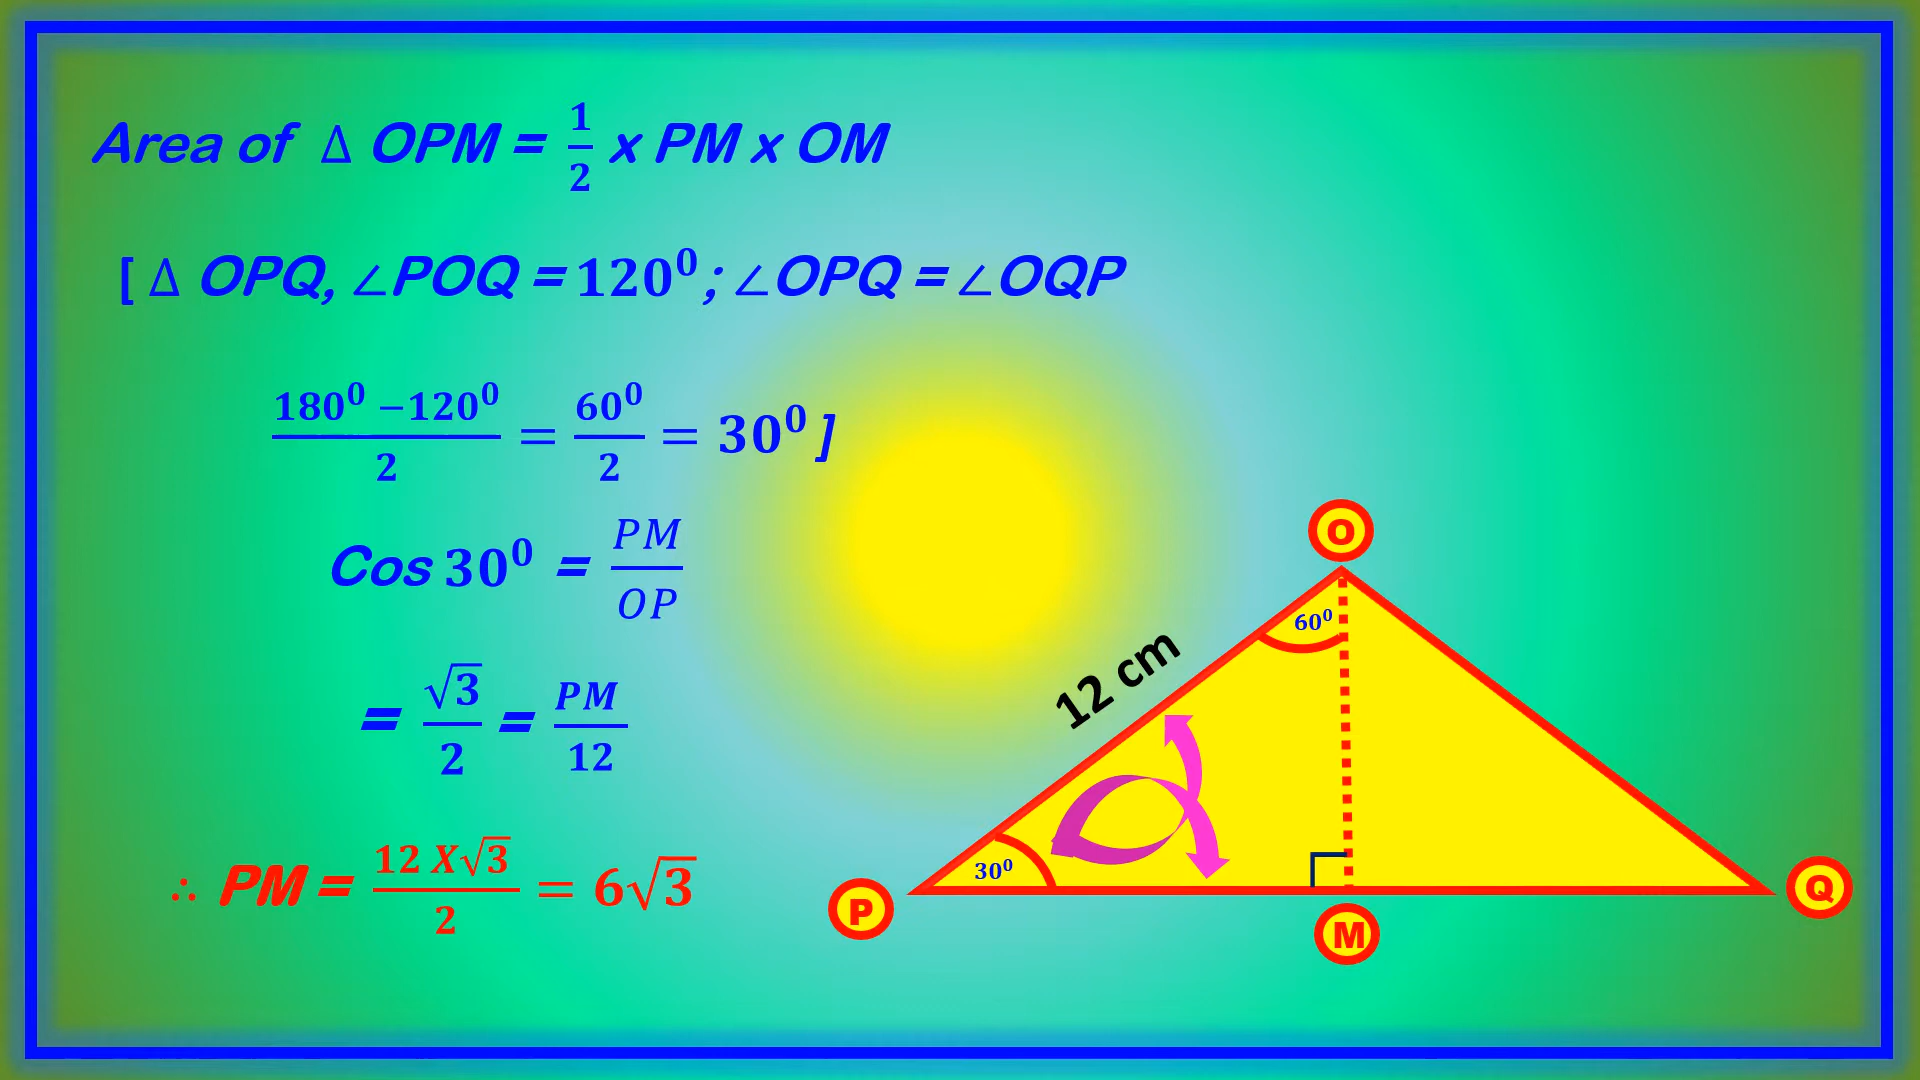 Area of Δ OPM = 1/2 x PM x OM
[ Δ OPQ, ∠POQ = 120⁰ ; ∠OPQ = ∠OQP
180⁰ − 120⁰ / 2 = 60⁰ / 2 = 30⁰ ]
Cos 30⁰ = PM / OP
= √3 / 2 = PM / 12
∴ PM = 12 X √3 / 2 = 6√3
O
60⁰
12 cm
30⁰
P
M
Q